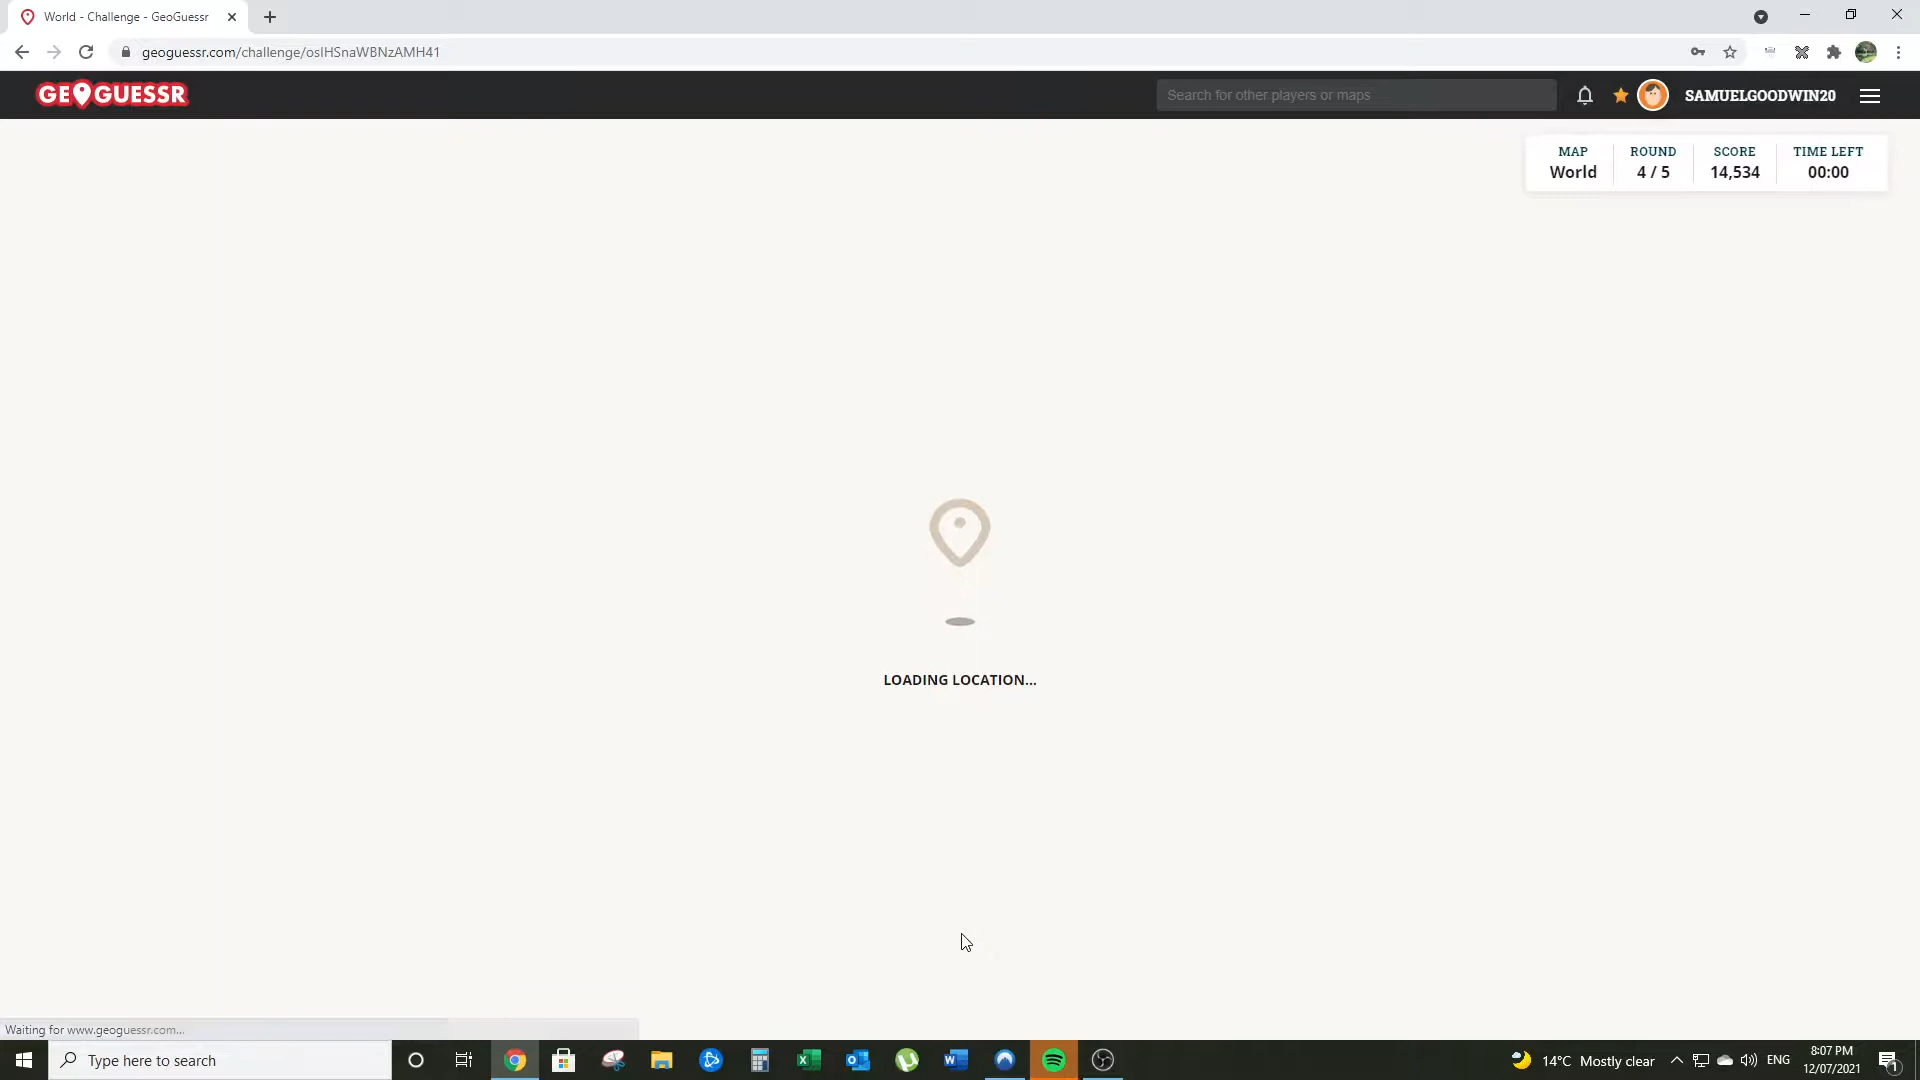 World - Challenge - GeoGuessr
geoguessr.com/challenge/oslHSnaWBNzAMH41
GEOGUESSR
Search for other players or maps
SAMUELGOODWIN20
MAP ROUND SCORE TIME LEFT
World 4 / 5 14,534 00:00
LOADING LOCATION...
Waiting for www.geoguessr.com...
Type here to search
14°C Mostly clear
ENG
8:07 PM
12/07/2021
1